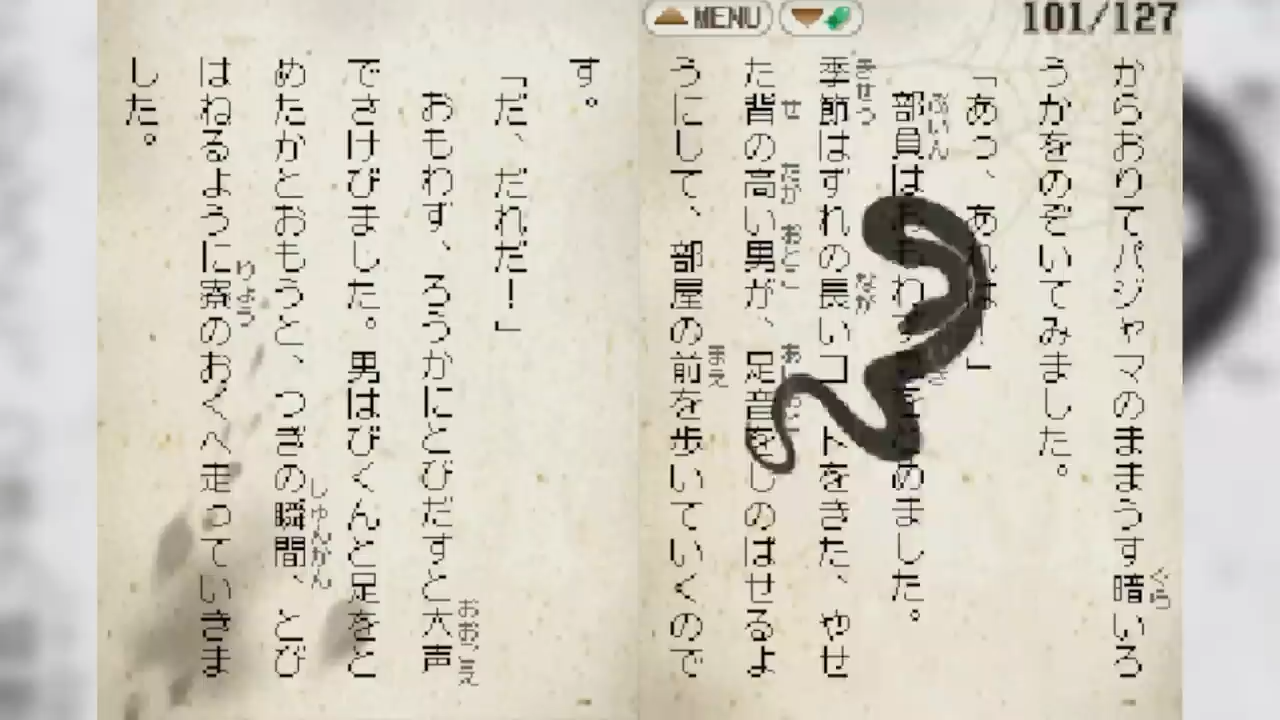 MENU
101/127
からおりてパジャマのままうす暗いろ
うかをのぞいてみました。
「あっ、あれは!」
部員はおもわず
めました。
季節はずれの長いコートをきた、やせ
た背の高い男が、足音をしのばせるよ
うにして、部屋の前を歩いていくので
す。
「だ、だれだ!」
おもわず、ろうかにとびだすと大声
でさけびました。男はびくんと足をと
めたかとおもうと、つぎの瞬間、とび
はねるように寮のおくへ走っていきま
した。